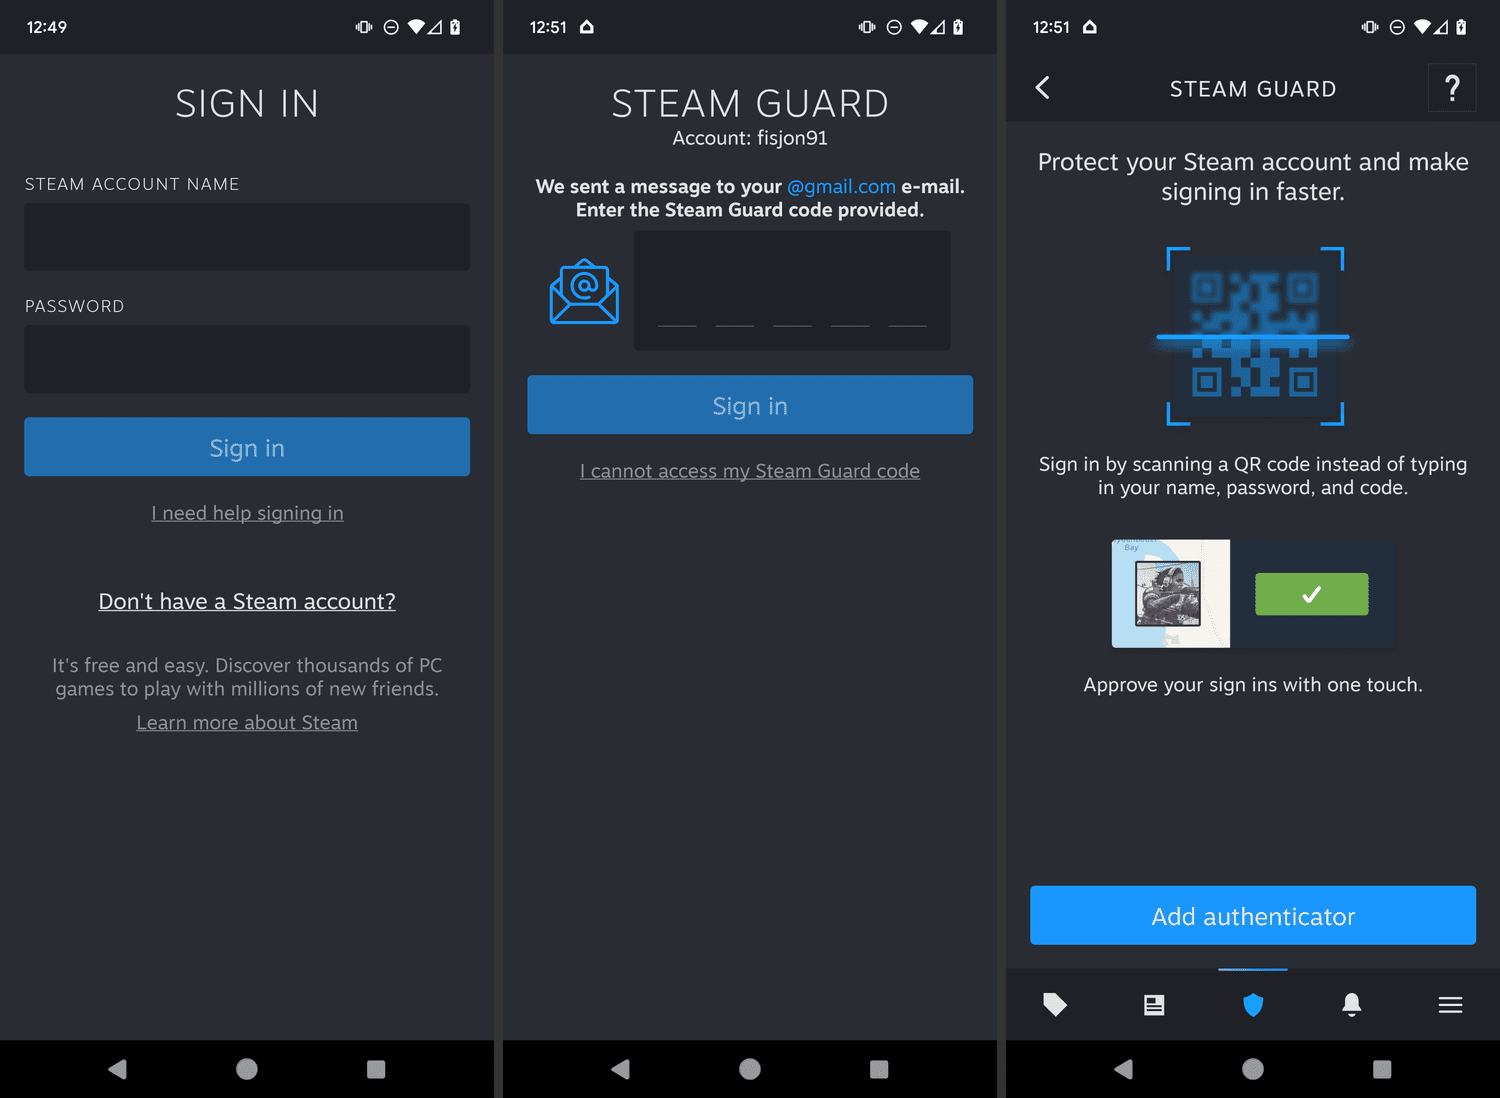 12:49
SIGN IN
STEAM ACCOUNT NAME
PASSWORD
Sign in
I need help signing in
Don't have a Steam account?
It's free and easy. Discover thousands of PC
games to play with millions of new friends.
Learn more about Steam
12:51
STEAM GUARD
Account: fisjon91
We sent a message to your @gmail.com e-mail.
Enter the Steam Guard code provided.
Sign in
I cannot access my Steam Guard code
12:51
STEAM GUARD
?
Protect your Steam account and make
signing in faster.
Sign in by scanning a QR code instead of typing
in your name, password, and code.
Bay
Approve your sign ins with one touch.
Add authenticator